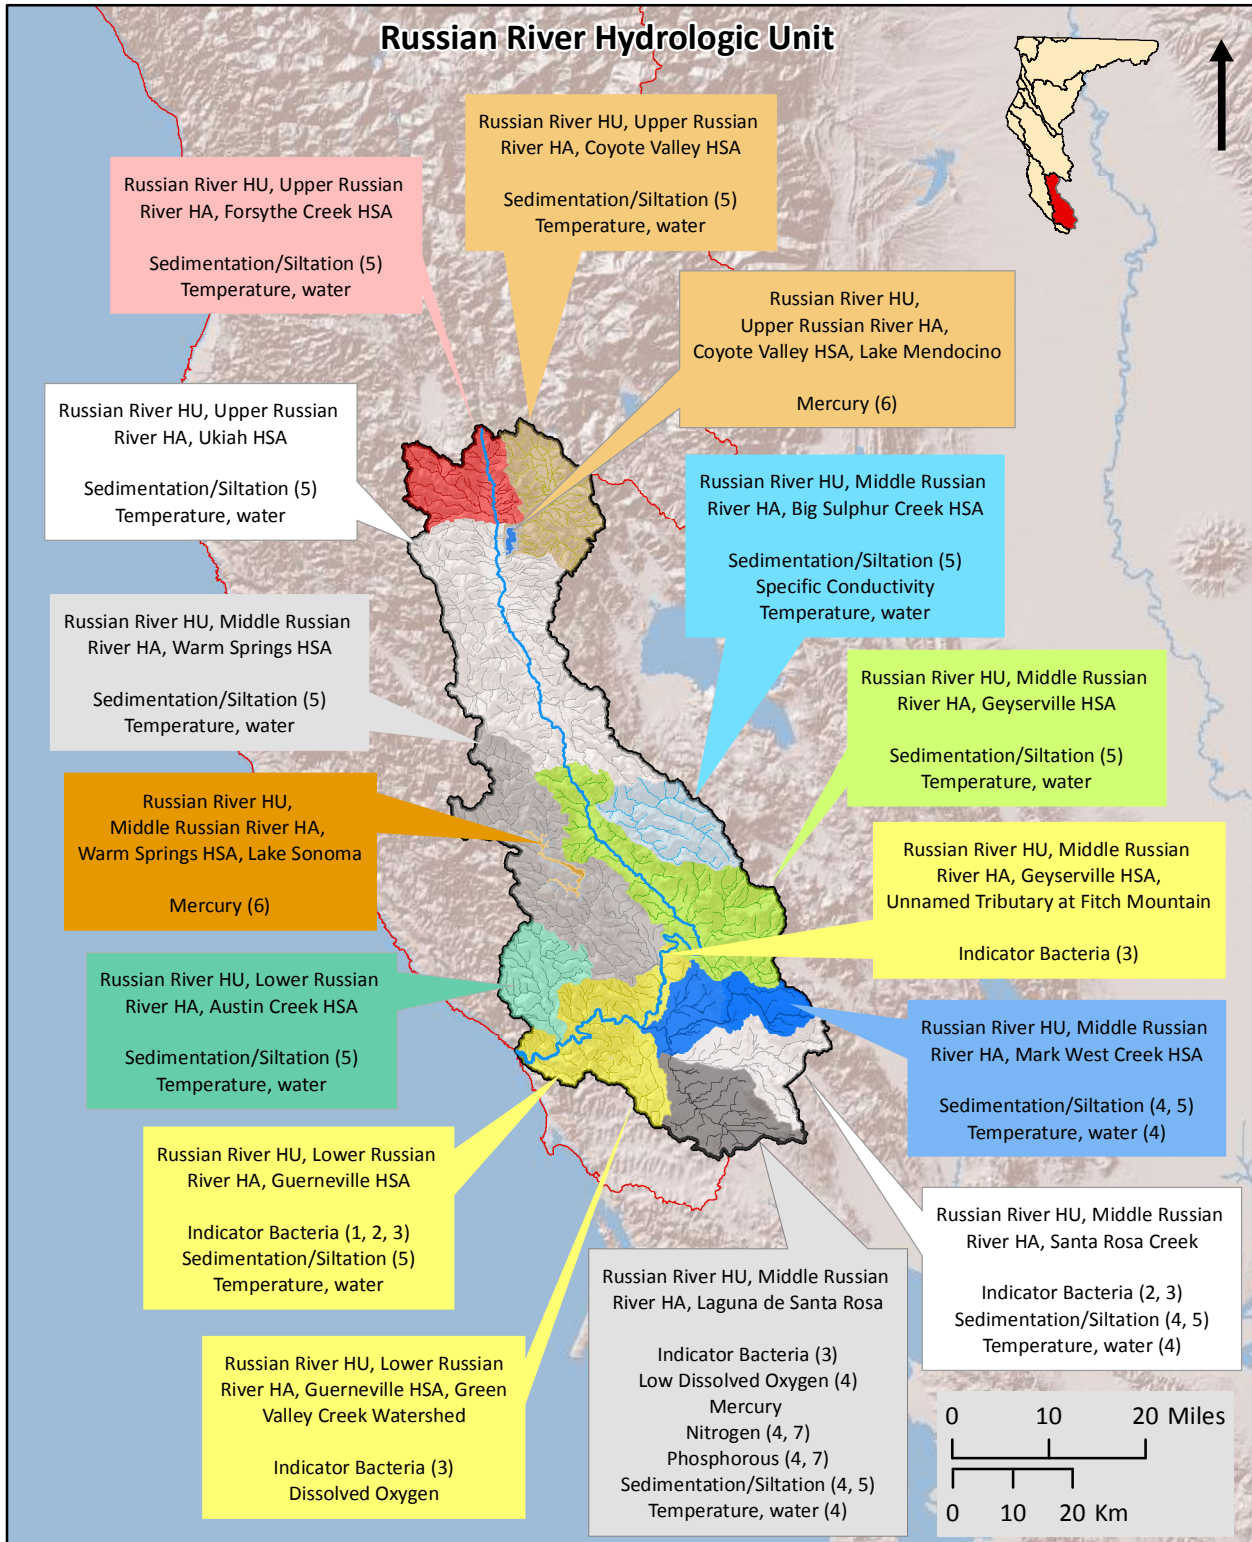 Russian River Hydrologic Unit
Russian River HU, Upper Russian
River HA, Coyote Valley HSA
Sedimentation/Siltation (5)
Temperature, water
Russian River HU, Upper Russian
River HA, Forsythe Creek HSA
Sedimentation/Siltation (5)
Temperature, water
Russian River HU,
Upper Russian River HA,
Coyote Valley HSA, Lake Mendocino
Mercury (6)
Russian River HU, Upper Russian
River HA, Ukiah HSA
Sedimentation/Siltation (5)
Temperature, water
Russian River HU, Middle Russian
River HA, Big Sulphur Creek HSA
Sedimentation/Siltation (5)
Specific Conductivity
Temperature, water
Russian River HU, Middle Russian
River HA, Warm Springs HSA
Sedimentation/Siltation (5)
Temperature, water
Russian River HU, Middle Russian
River HA, Geyserville HSA
Sedimentation/Siltation (5)
Temperature, water
Russian River HU,
Middle Russian River HA,
Warm Springs HSA, Lake Sonoma
Mercury (6)
Russian River HU, Middle Russian
River HA, Geyserville HSA,
Unnamed Tributary at Fitch Mountain
Indicator Bacteria (3)
Russian River HU, Lower Russian
River HA, Austin Creek HSA
Sedimentation/Siltation (5)
Temperature, water
Russian River HU, Middle Russian
River HA, Mark West Creek HSA
Sedimentation/Siltation (4, 5)
Temperature, water (4)
Russian River HU, Lower Russian
River HA, Guerneville HSA
Indicator Bacteria (1, 2, 3)
Sedimentation/Siltation (5)
Temperature, water
Russian River HU, Middle Russian
River HA, Santa Rosa Creek
Indicator Bacteria (2, 3)
Sedimentation/Siltation (4, 5)
Temperature, water (4)
Russian River HU, Middle Russian
River HA, Laguna de Santa Rosa
Indicator Bacteria (3)
Low Dissolved Oxygen (4)
Mercury
Nitrogen (4, 7)
Phosphorous (4, 7)
Sedimentation/Siltation (4, 5)
Temperature, water (4)
Russian River HU, Lower Russian
River HA, Guerneville HSA, Green
Valley Creek Watershed
Indicator Bacteria (3)
Dissolved Oxygen
0 10 20 Miles
0 10 20 Km